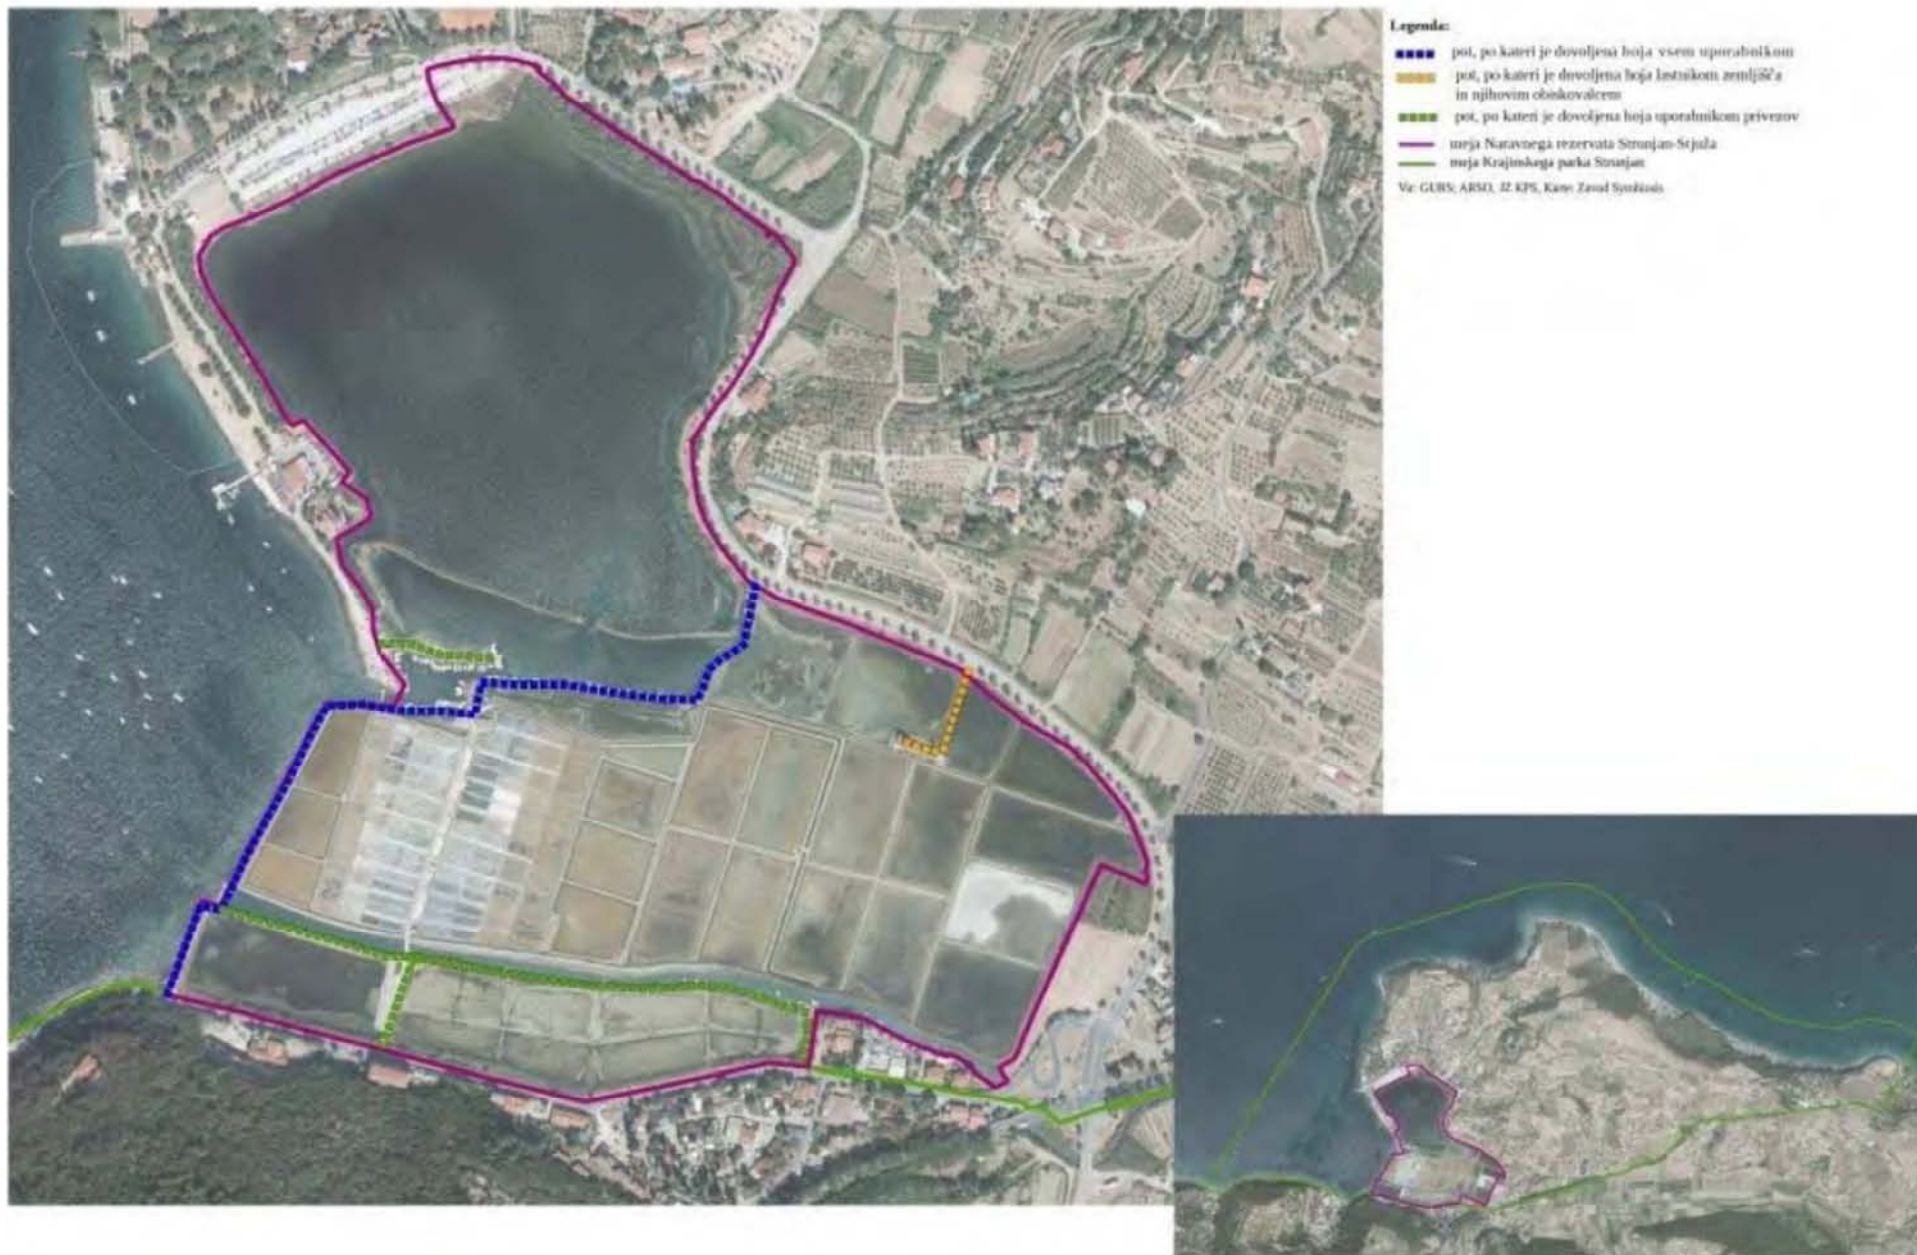 Legenda:
pot, po kateri je dovoljena hoja vsem uporabnikom
pot, po kateri je dovoljena hoja lastnikom zemljišča
in njihovim obiskovalcem
pot, po kateri je dovoljena hoja uporabnikom privezov
meja Naravnega rezervata Strunjan-Stjuža
meja Krajinskega parka Strunjan
Vir: GURS; ARSO, JZ KPS, Karte: Zavod Symbiosis